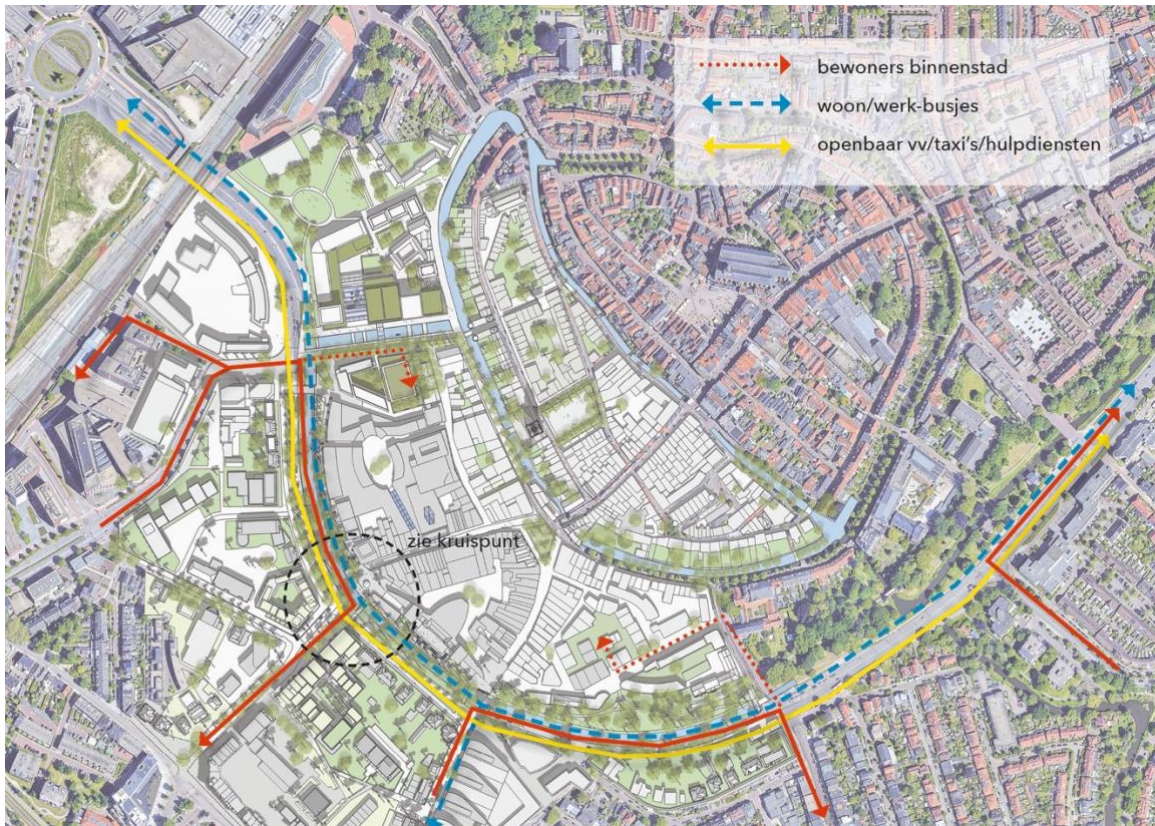 bewoners binnenstad
woon/werk-busjes
openbaar vv/taxi's/hulpdiensten
zie kruispunt